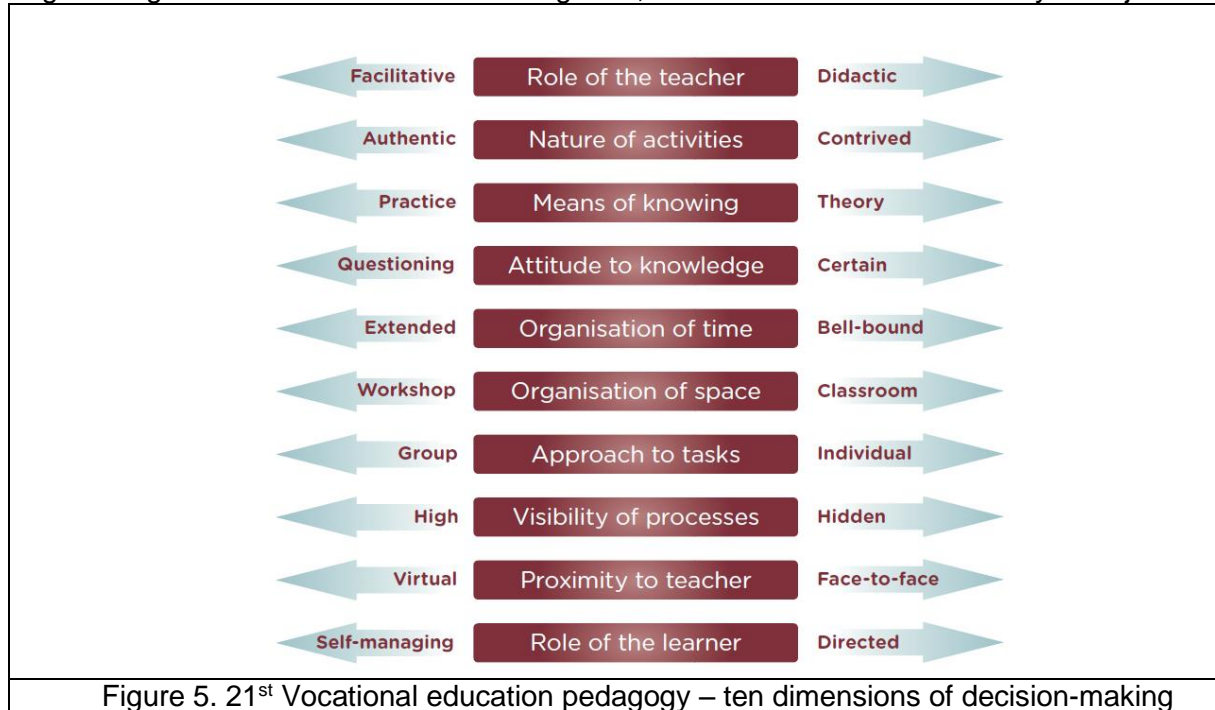 Facilitative Role of the teacher Didactic
Authentic Nature of activities Contrived
Practice Means of knowing Theory
Questioning Attitude to knowledge Certain
Extended Organisation of time Bell-bound
Workshop Organisation of space Classroom
Group Approach to tasks Individual
High Visibility of processes Hidden
Virtual Proximity to teacher Face-to-face
Self-managing Role of the learner Directed
Figure 5. 21st Vocational education pedagogy – ten dimensions of decision-making